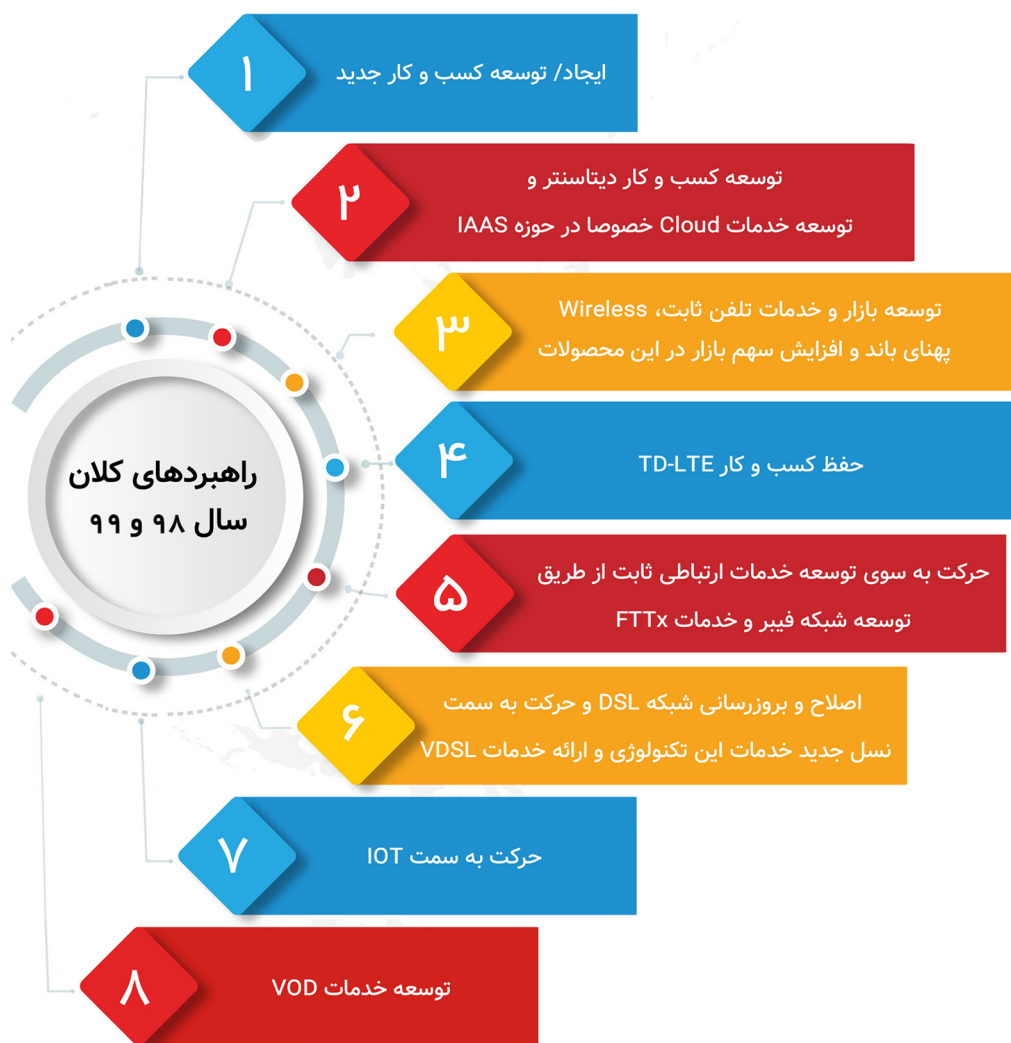 راهبردهای کلان
سال ۹۸ و ۹۹
۱
ایجاد/ توسعه کسب و کار جدید
۲
توسعه کسب و کار دیتاسنتر و
توسعه خدمات Cloud خصوصا در حوزه IAAS
۳
توسعه بازار و خدمات تلفن ثابت، Wireless
پهنای باند و افزایش سهم بازار در این محصولات
۴
حفظ کسب و کار TD-LTE
۵
حرکت به سوی توسعه خدمات ارتباطی ثابت از طریق
توسعه شبکه فیبر و خدمات FTTx
۶
اصلاح و بروزرسانی شبکه DSL و حرکت به سمت
نسل جدید خدمات این تکنولوژی و ارائه خدمات VDSL
۷
حرکت به سمت IOT
۸
توسعه خدمات VOD